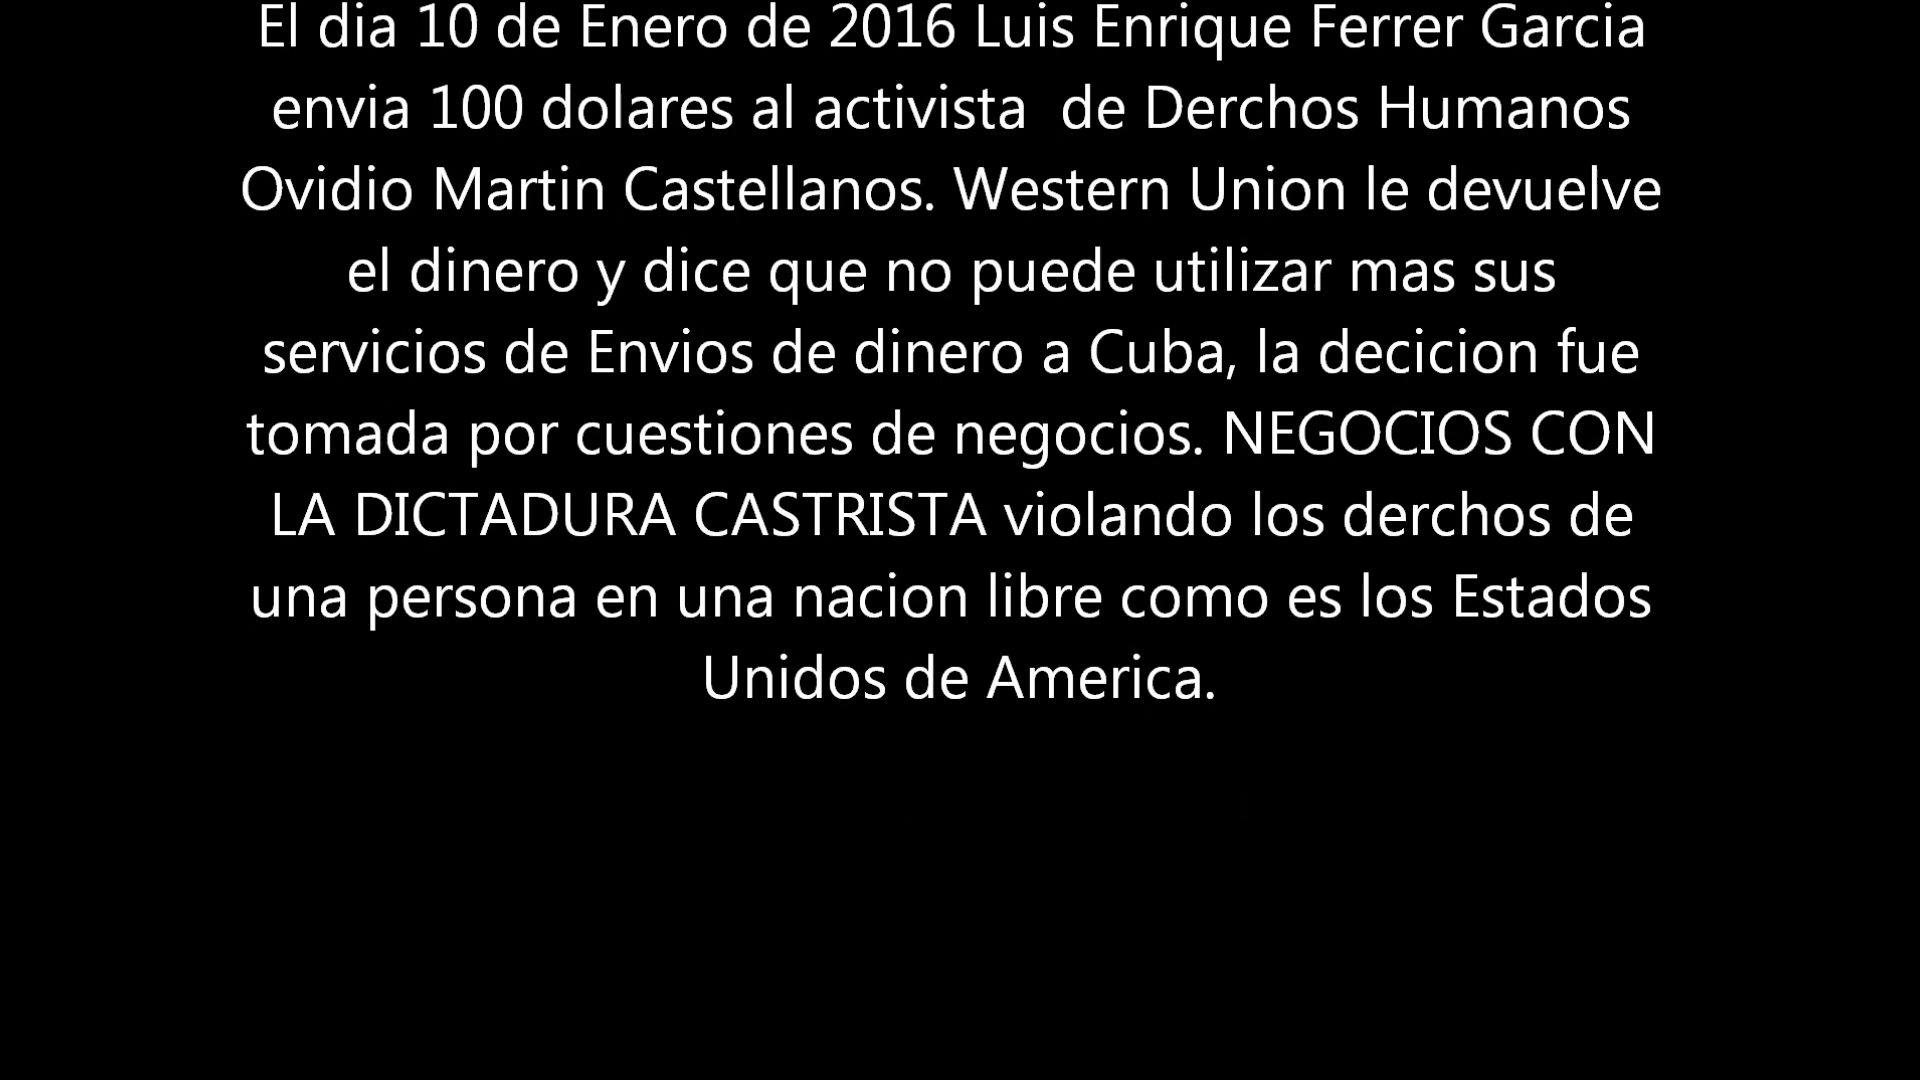 El dia 10 de Enero de 2016 Luis Enrique Ferrer Garcia
envia 100 dolares al activista  de Derchos Humanos
Ovidio Martin Castellanos. Western Union le devuelve
el dinero y dice que no puede utilizar mas sus
servicios de Envios de dinero a Cuba, la decicion fue
tomada por cuestiones de negocios. NEGOCIOS CON
LA DICTADURA CASTRISTA violando los derchos de
una persona en una nacion libre como es los Estados
Unidos de America.